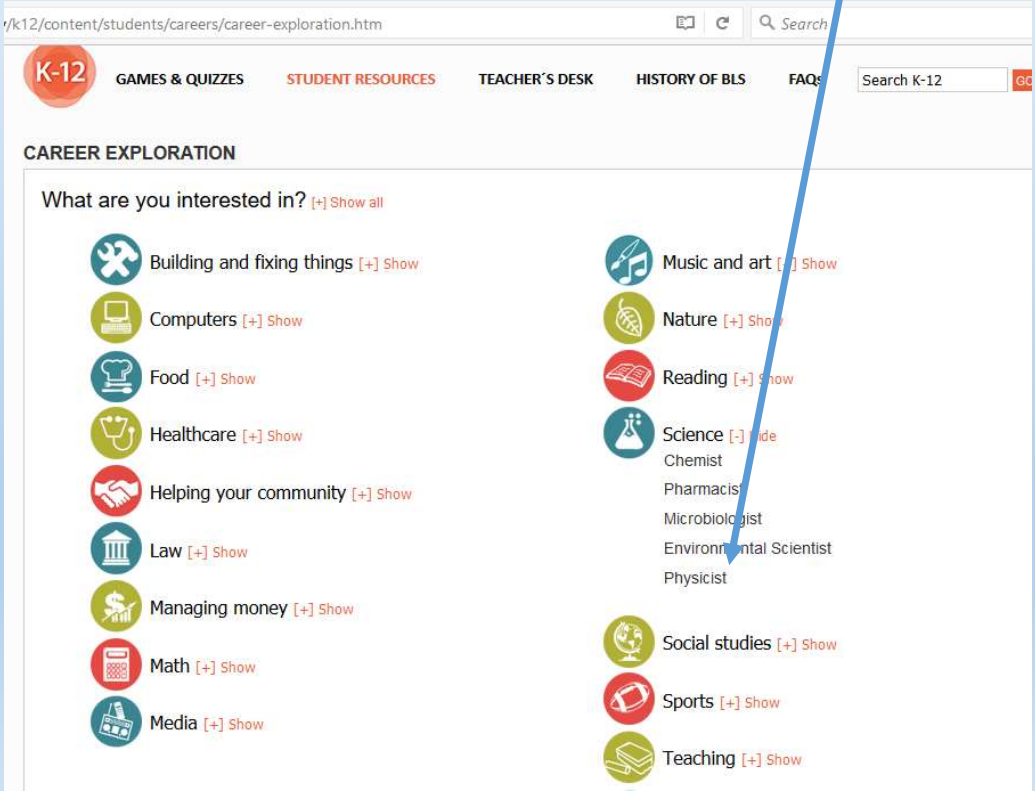 /k12/content/students/careers/career-exploration.htm
Search
K-12
GAMES & QUIZZES
STUDENT RESOURCES
TEACHER´S DESK
HISTORY OF BLS
FAQs
Search K-12
GO
CAREER EXPLORATION
What are you interested in? [+] Show all
Building and fixing things [+] Show
Computers [+] Show
Food [+] Show
Healthcare [+] Show
Helping your community [+] Show
Law [+] Show
Managing money [+] Show
Math [+] Show
Media [+] Show
Music and art [+] Show
Nature [+] Show
Reading [+] Show
Science [-] Hide
Chemist
Pharmacist
Microbiologist
Environmental Scientist
Physicist
Social studies [+] Show
Sports [+] Show
Teaching [+] Show